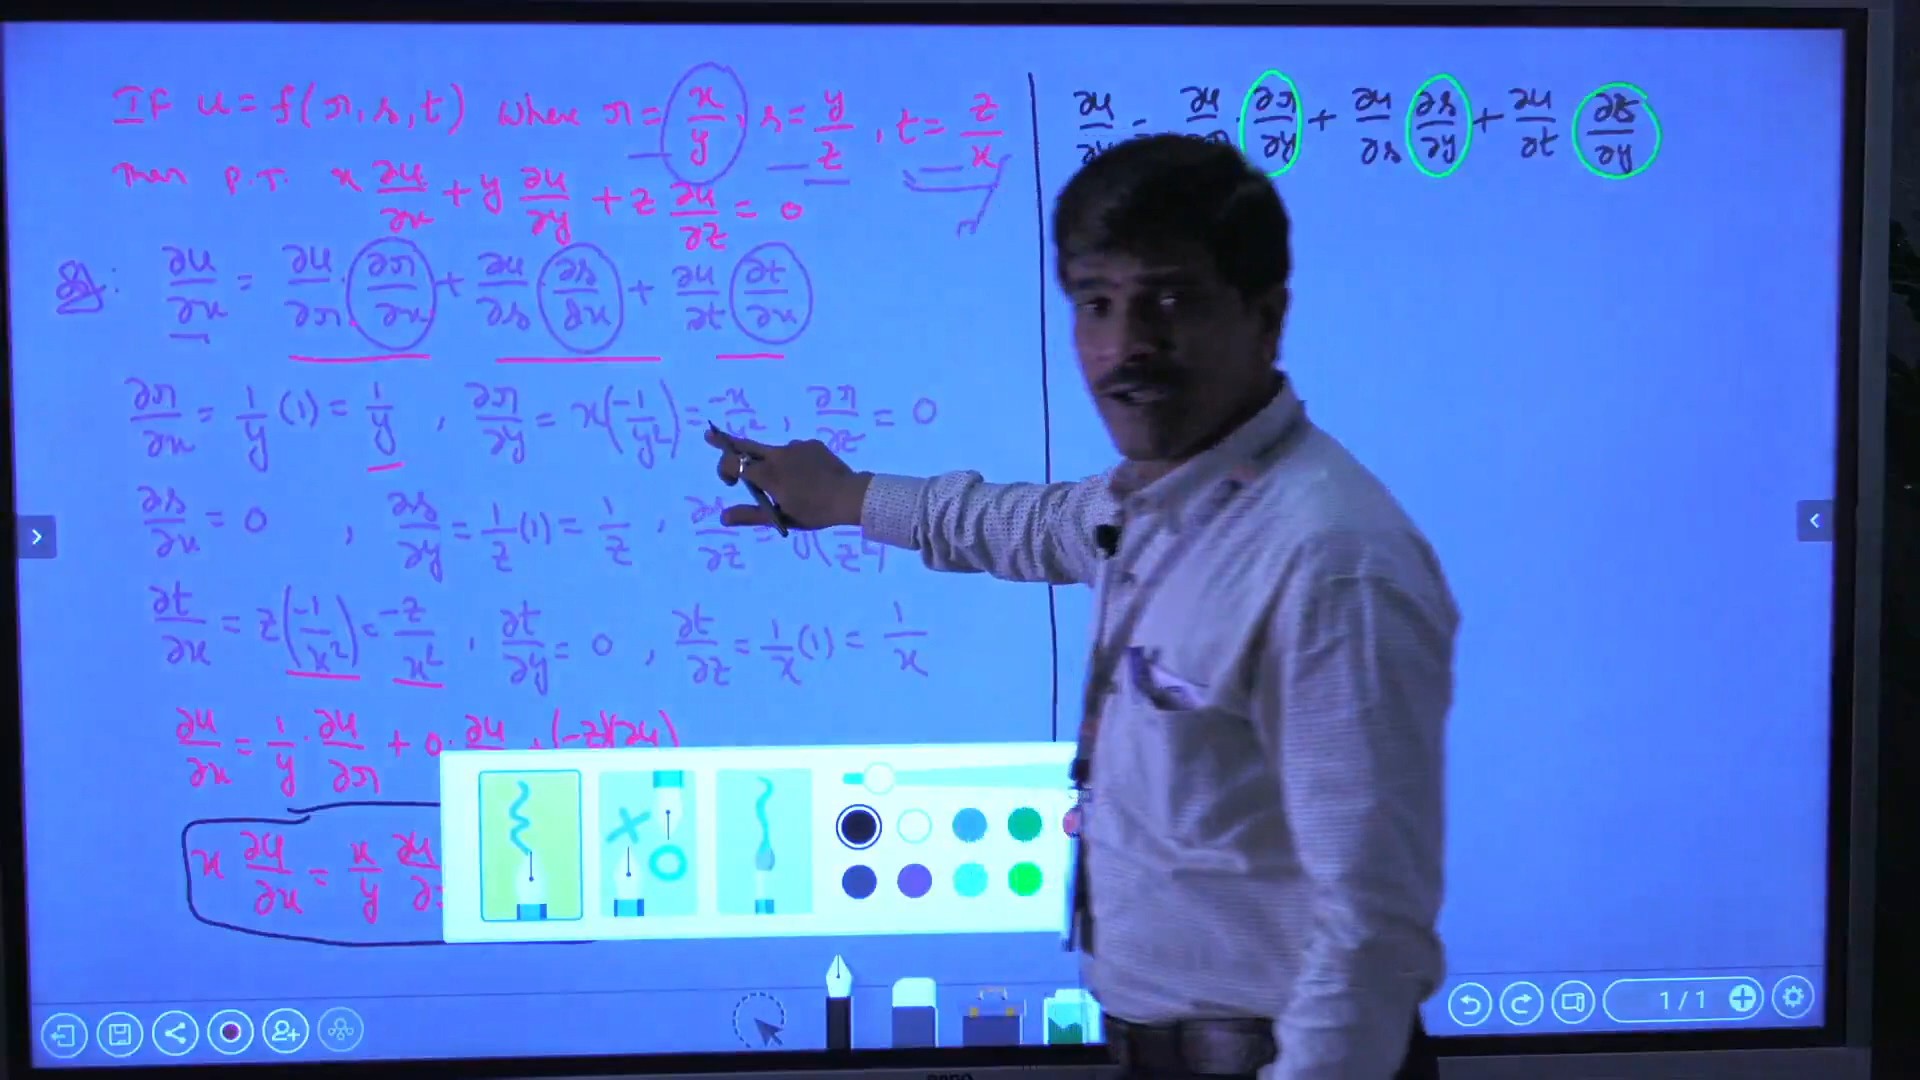 If u = f(r, s, t) where r = x/y, s = y/z, t = z/x
Then P.T. x ∂u/∂x + y ∂u/∂y + z ∂u/∂z = 0
Sol: ∂u/∂x = ∂u/∂r · ∂r/∂x + ∂u/∂s · ∂s/∂x + ∂u/∂t ∂t/∂x
∂r/∂x = 1/y (1) = 1/y , ∂r/∂y = x(-1/y²) = -x/y² , ∂r/∂z = 0
∂s/∂x = 0 , ∂s/∂y = 1/z (1) = 1/z , ∂s/∂z =
∂t/∂x = z(-1/x²) = -z/x² , ∂t/∂y = 0 , ∂t/∂z = 1/x (1) = 1/x
∂u/∂x = 1/y · ∂u/∂r + 0 · ∂u
x ∂u/∂x = x/y
= ∂u · ∂r/∂y + ∂u/∂s ∂s/∂y + ∂u/∂t ∂t/∂y
1/1